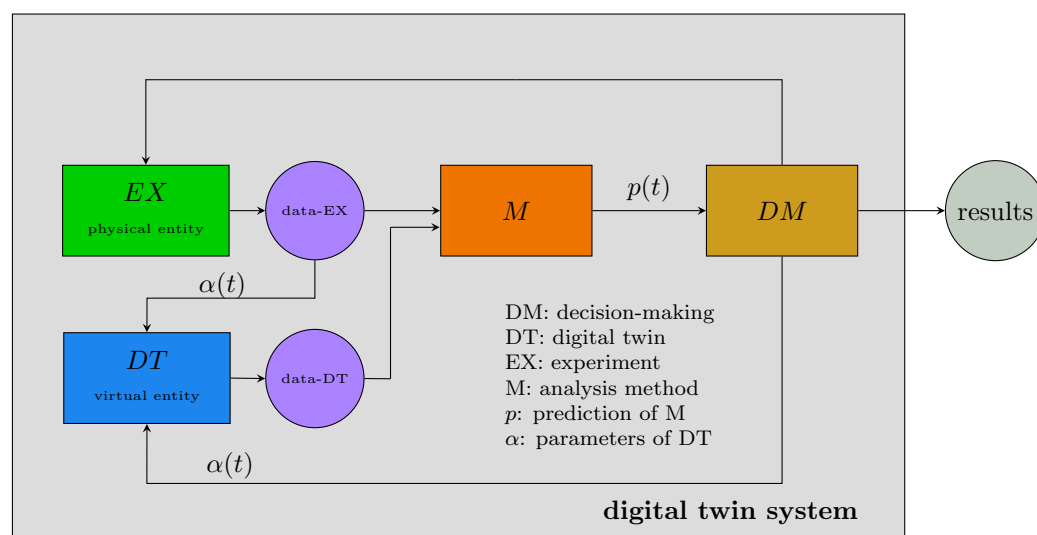 EX
physical entity
data-EX
M
p(t)
DM
results
α(t)
DT
virtual entity
data-DT
DM: decision-making
DT: digital twin
EX: experiment
M: analysis method
p: prediction of M
α: parameters of DT
α(t)
digital twin system